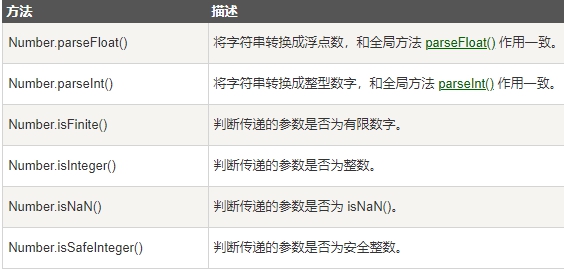 方法 描述
Number.parseFloat() 将字符串转换成浮点数，和全局方法 parseFloat() 作用一致。
Number.parseInt() 将字符串转换成整型数字，和全局方法 parseInt() 作用一致。
Number.isFinite() 判断传递的参数是否为有限数字。
Number.isInteger() 判断传递的参数是否为整数。
Number.isNaN() 判断传递的参数是否为 isNaN()。
Number.isSafeInteger() 判断传递的参数是否为安全整数。